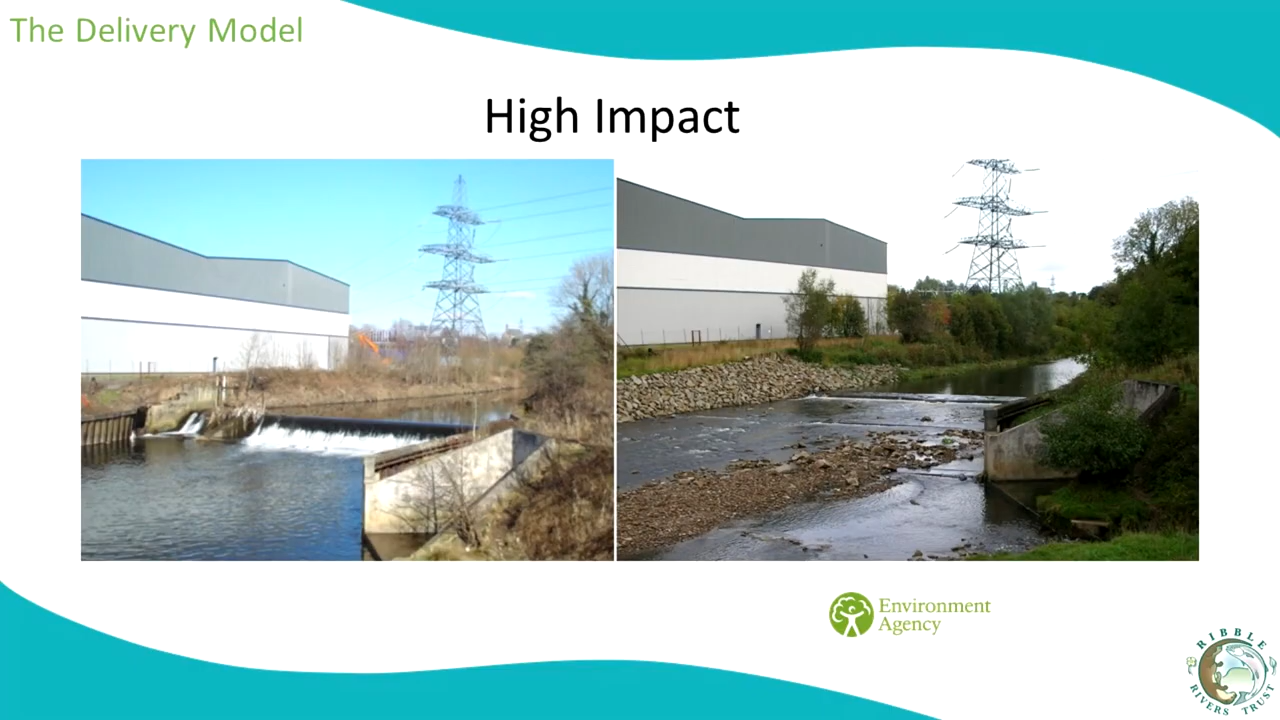 The Delivery Model
High Impact
Environment
Agency
RIBBLE
RIVERS TRUST